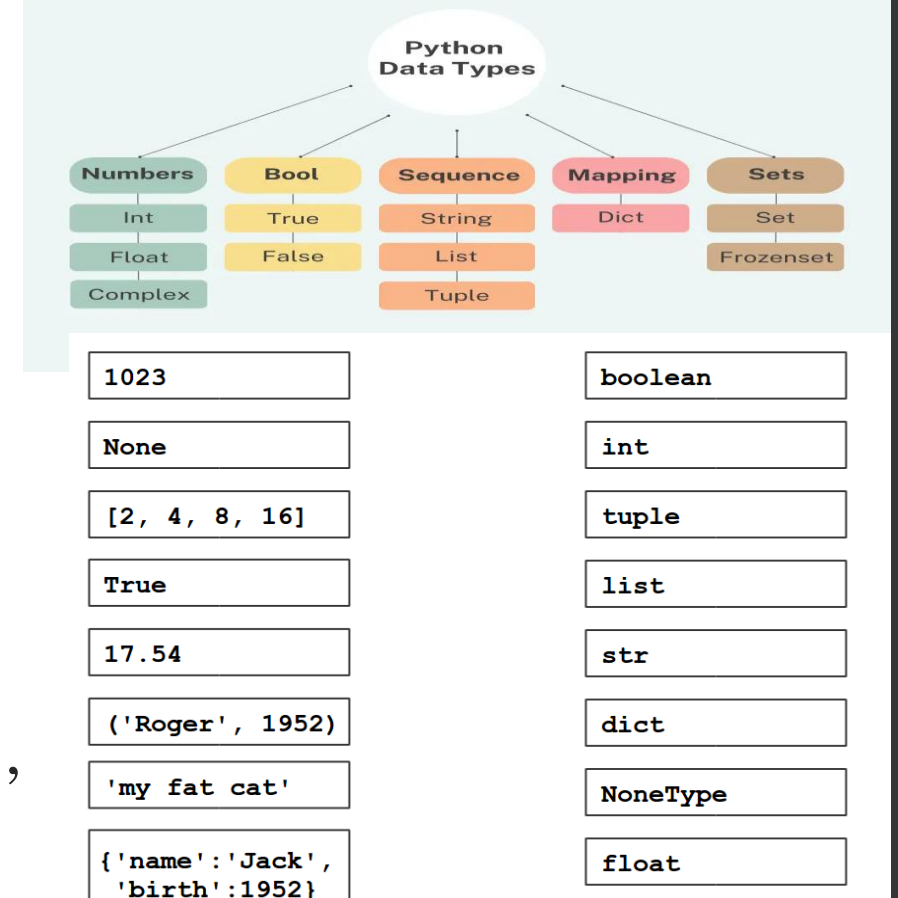 Python
Data Types
Numbers
Int
Float
Complex
Bool
True
False
Sequence
String
List
Tuple
Mapping
Dict
Sets
Set
Frozenset
1023
None
[2, 4, 8, 16]
True
17.54
('Roger', 1952)
'my fat cat'
{'name':'Jack',
'birth':1952}
boolean
int
tuple
list
str
dict
NoneType
float
,